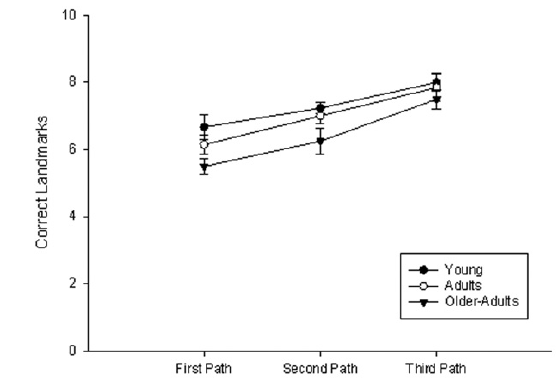 10
8
6
4
2
0
Correct Landmarks
Young
Adults
Older-Adults
First Path
Second Path
Third Path